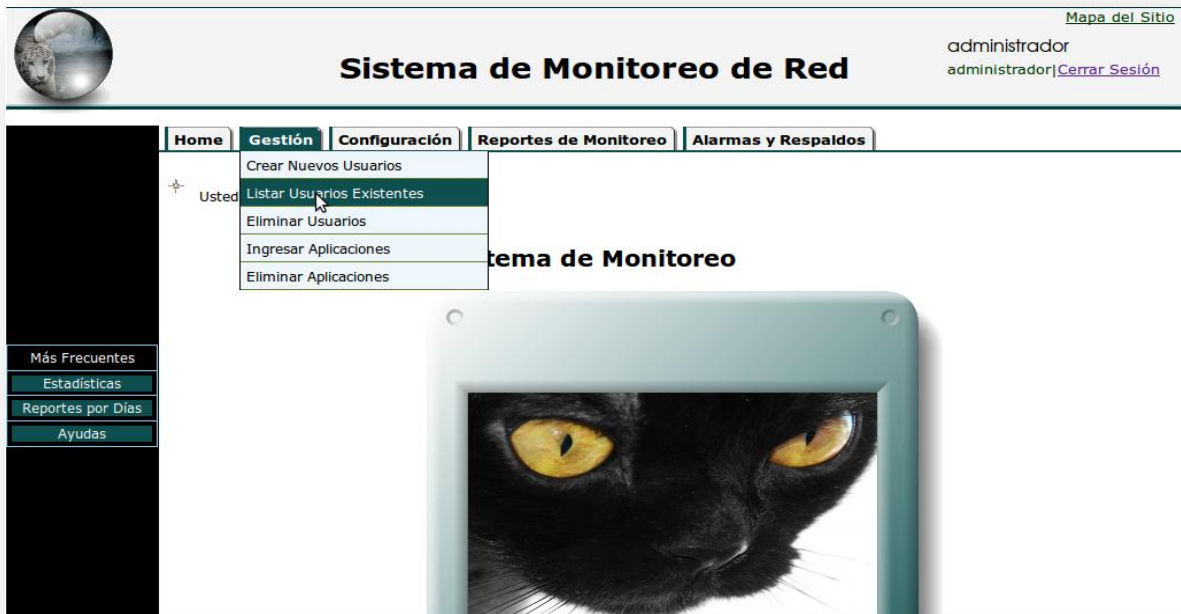 Mapa del Sitio
administrador
Sistema de Monitoreo de Red
administrador|Cerrar Sesión
Home Gestión Configuración Reportes de Monitoreo Alarmas y Respaldos
Crear Nuevos Usuarios
Usted
Listar Usuarios Existentes
Eliminar Usuarios
Ingresar Aplicaciones
tema de Monitoreo
Eliminar Aplicaciones
Más Frecuentes
Estadísticas
Reportes por Días
Ayudas